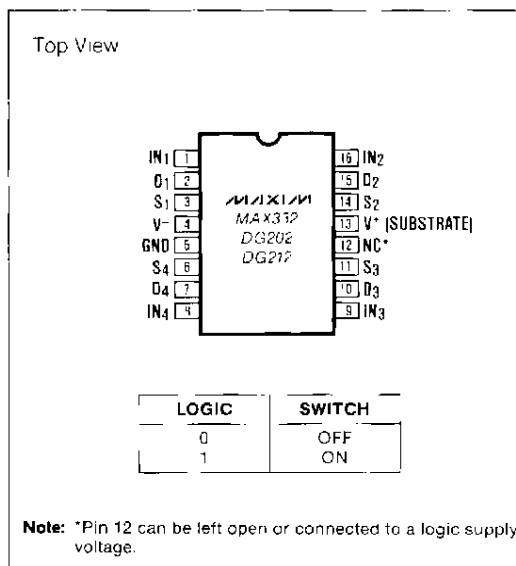 Top View
IN1 1 16 IN2
D1 2 15 D2
S1 3 MAXIM 14 S2
V− 4 MAX332 13 V+ (SUBSTRATE)
GND 5 DG202 12 NC*
S4 6 DG212 11 S3
D4 7 10 D3
IN4 8 9 IN3
LOGIC SWITCH
0 OFF
1 ON
Note: *Pin 12 can be left open or connected to a logic supply
voltage.